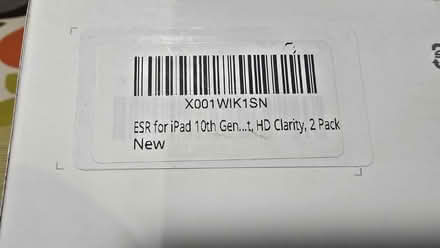 X001WIK1SN
ESR for iPad 10th Gen...t, HD Clarity, 2 Pack
New